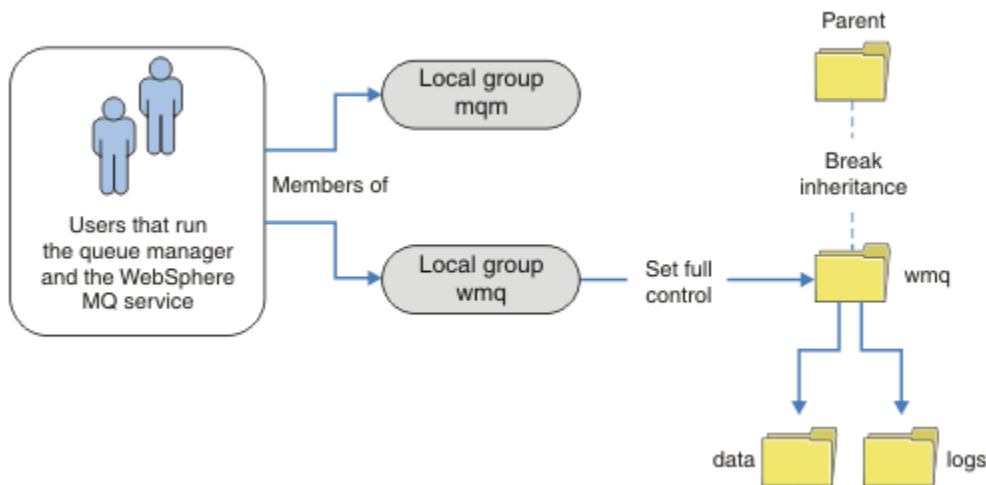 Parent
Local group
mqm
Members of
Break
inheritance
Users that run
the queue manager
and the WebSphere
MQ service
Local group
wmq
Set full
control
wmq
data
logs